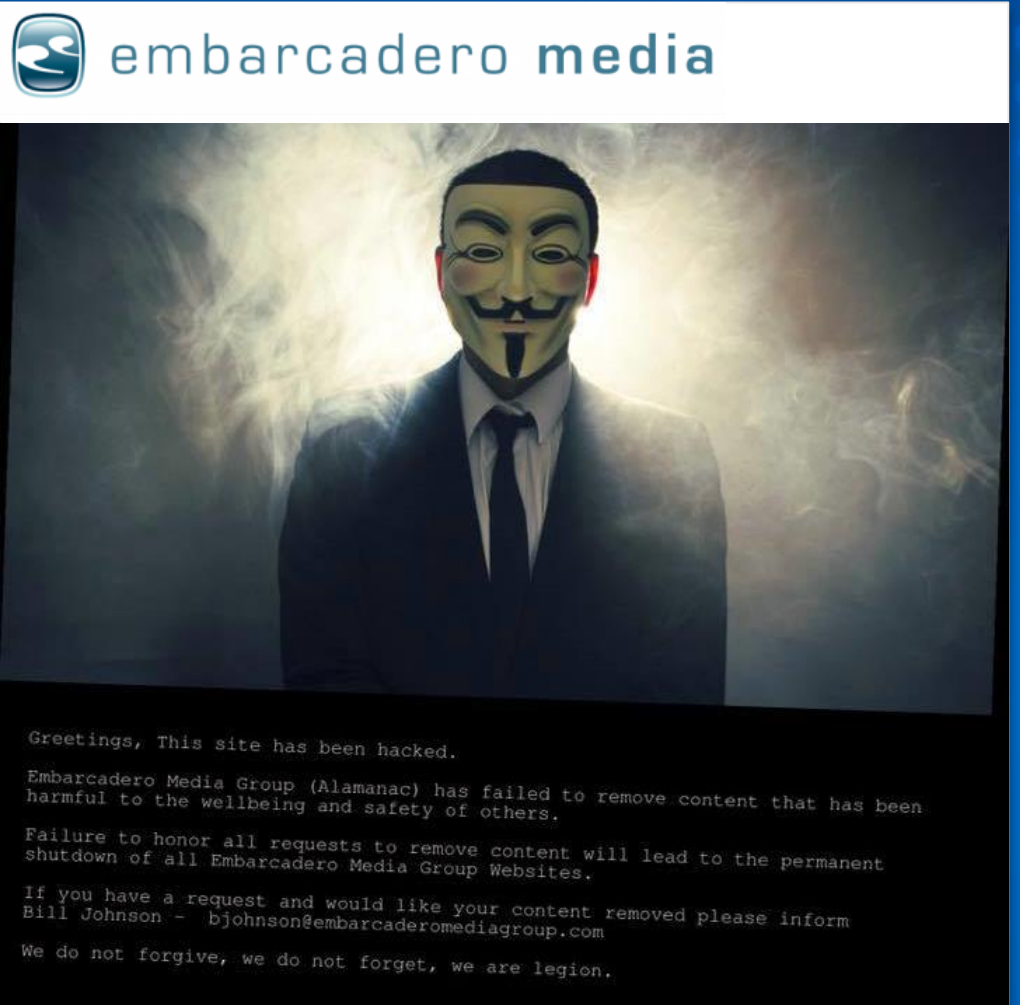 embarcadero media
Greetings, This site has been hacked.
Embarcadero Media Group (Alamanac) has failed to remove content that has been
harmful to the wellbeing and safety of others.
Failure to honor all requests to remove content will lead to the permanent
shutdown of all Embarcadero Media Group Websites.
If you have a request and would like your content removed please inform
Bill Johnson - bjohnson@embarcaderomediagroup.com
We do not forgive, we do not forget, we are legion.